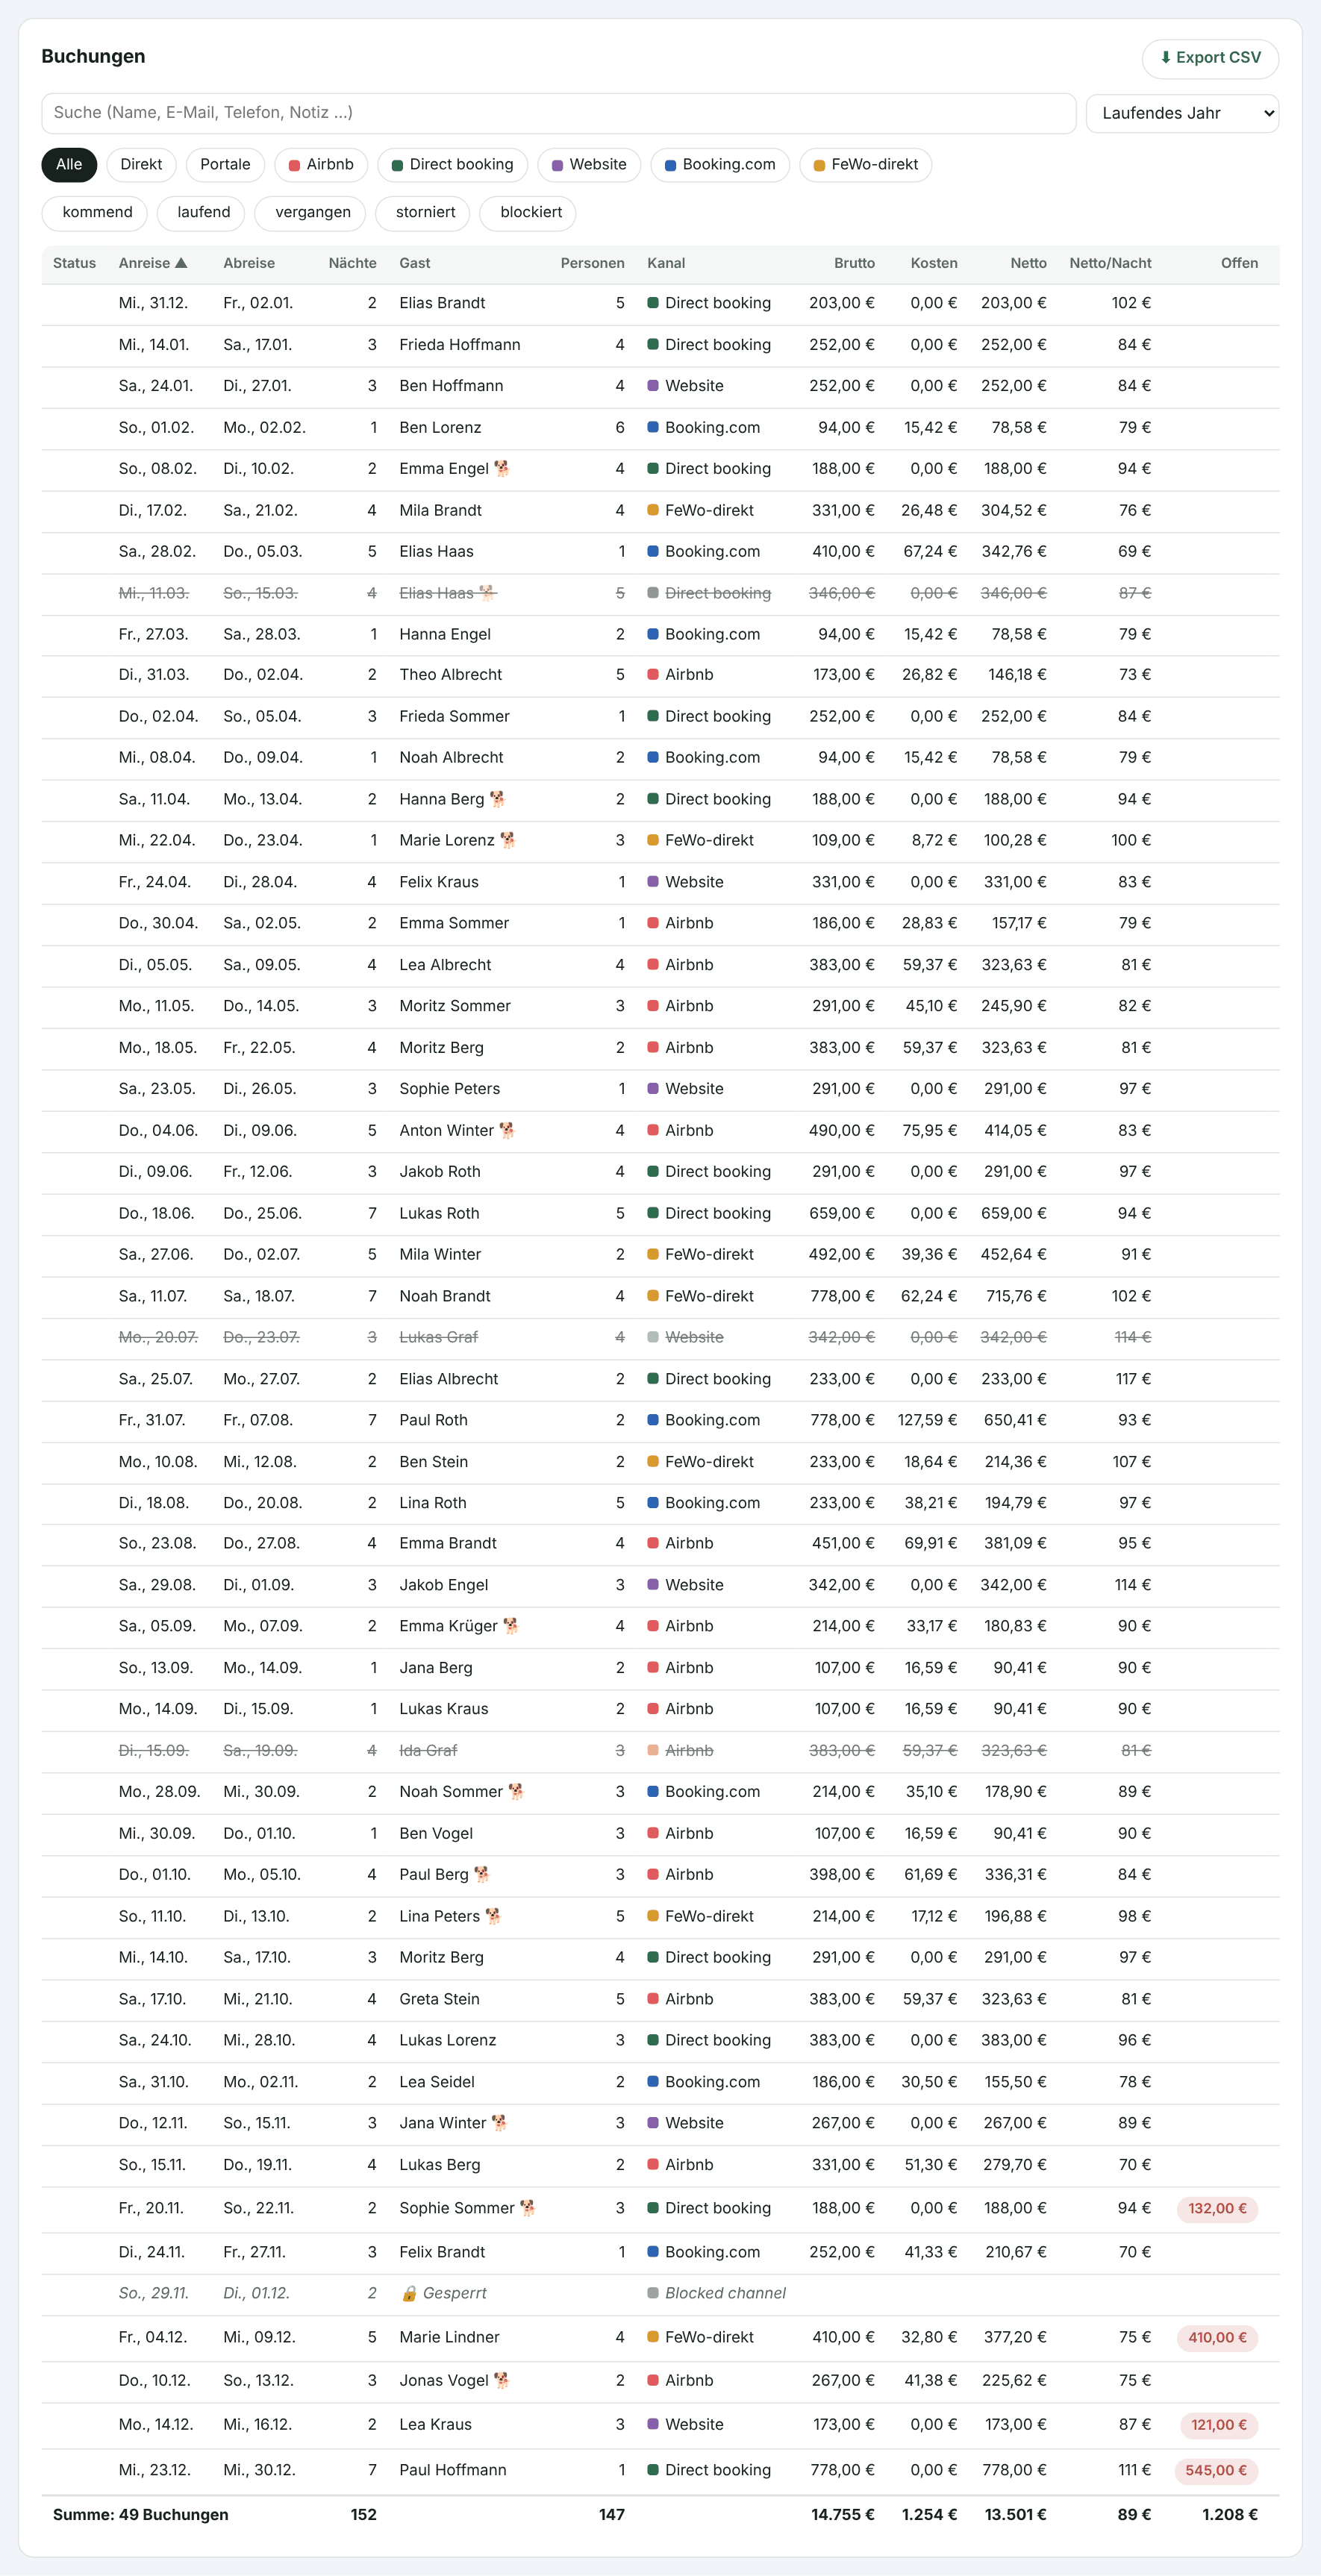 Buchungen
⬇ Export CSV
Suche (Name, E-Mail, Telefon, Notiz …)
Laufendes Jahr
Alle Direkt Portale Airbnb Direct booking Website Booking.com FeWo-direkt
kommend laufend vergangen storniert blockiert
Status Anreise ▲ Abreise Nächte Gast Personen Kanal Brutto Kosten Netto Netto/Nacht Offen
Mi., 31.12. Fr., 02.01. 2 Elias Brandt 5 Direct booking 203,00 € 0,00 € 203,00 € 102 €
Mi., 14.01. Sa., 17.01. 3 Frieda Hoffmann 4 Direct booking 252,00 € 0,00 € 252,00 € 84 €
Sa., 24.01. Di., 27.01. 3 Ben Hoffmann 4 Website 252,00 € 0,00 € 252,00 € 84 €
So., 01.02. Mo., 02.02. 1 Ben Lorenz 6 Booking.com 94,00 € 15,42 € 78,58 € 79 €
So., 08.02. Di., 10.02. 2 Emma Engel 🐕 4 Direct booking 188,00 € 0,00 € 188,00 € 94 €
Di., 17.02. Sa., 21.02. 4 Mila Brandt 4 FeWo-direkt 331,00 € 26,48 € 304,52 € 76 €
Sa., 28.02. Do., 05.03. 5 Elias Haas 1 Booking.com 410,00 € 67,24 € 342,76 € 69 €
Mi., 11.03. So., 15.03. 4 Elias Haas 🐕 5 Direct booking 346,00 € 0,00 € 346,00 € 87 €
Fr., 27.03. Sa., 28.03. 1 Hanna Engel 2 Booking.com 94,00 € 15,42 € 78,58 € 79 €
Di., 31.03. Do., 02.04. 2 Theo Albrecht 5 Airbnb 173,00 € 26,82 € 146,18 € 73 €
Do., 02.04. So., 05.04. 3 Frieda Sommer 1 Direct booking 252,00 € 0,00 € 252,00 € 84 €
Mi., 08.04. Do., 09.04. 1 Noah Albrecht 2 Booking.com 94,00 € 15,42 € 78,58 € 79 €
Sa., 11.04. Mo., 13.04. 2 Hanna Berg 🐕 2 Direct booking 188,00 € 0,00 € 188,00 € 94 €
Mi., 22.04. Do., 23.04. 1 Marie Lorenz 🐕 3 FeWo-direkt 109,00 € 8,72 € 100,28 € 100 €
Fr., 24.04. Di., 28.04. 4 Felix Kraus 1 Website 331,00 € 0,00 € 331,00 € 83 €
Do., 30.04. Sa., 02.05. 2 Emma Sommer 1 Airbnb 186,00 € 28,83 € 157,17 € 79 €
Di., 05.05. Sa., 09.05. 4 Lea Albrecht 4 Airbnb 383,00 € 59,37 € 323,63 € 81 €
Mo., 11.05. Do., 14.05. 3 Moritz Sommer 3 Airbnb 291,00 € 45,10 € 245,90 € 82 €
Mo., 18.05. Fr., 22.05. 4 Moritz Berg 2 Airbnb 383,00 € 59,37 € 323,63 € 81 €
Sa., 23.05. Di., 26.05. 3 Sophie Peters 1 Website 291,00 € 0,00 € 291,00 € 97 €
Do., 04.06. Di., 09.06. 5 Anton Winter 🐕 4 Airbnb 490,00 € 75,95 € 414,05 € 83 €
Di., 09.06. Fr., 12.06. 3 Jakob Roth 4 Direct booking 291,00 € 0,00 € 291,00 € 97 €
Do., 18.06. Do., 25.06. 7 Lukas Roth 5 Direct booking 659,00 € 0,00 € 659,00 € 94 €
Sa., 27.06. Do., 02.07. 5 Mila Winter 2 FeWo-direkt 492,00 € 39,36 € 452,64 € 91 €
Sa., 11.07. Sa., 18.07. 7 Noah Brandt 4 FeWo-direkt 778,00 € 62,24 € 715,76 € 102 €
Mo., 20.07. Do., 23.07. 3 Lukas Graf 4 Website 342,00 € 0,00 € 342,00 € 114 €
Sa., 25.07. Mo., 27.07. 2 Elias Albrecht 2 Direct booking 233,00 € 0,00 € 233,00 € 117 €
Fr., 31.07. Fr., 07.08. 7 Paul Roth 2 Booking.com 778,00 € 127,59 € 650,41 € 93 €
Mo., 10.08. Mi., 12.08. 2 Ben Stein 2 FeWo-direkt 233,00 € 18,64 € 214,36 € 107 €
Di., 18.08. Do., 20.08. 2 Lina Roth 5 Booking.com 233,00 € 38,21 € 194,79 € 97 €
So., 23.08. Do., 27.08. 4 Emma Brandt 4 Airbnb 451,00 € 69,91 € 381,09 € 95 €
Sa., 29.08. Di., 01.09. 3 Jakob Engel 3 Website 342,00 € 0,00 € 342,00 € 114 €
Sa., 05.09. Mo., 07.09. 2 Emma Krüger 🐕 4 Airbnb 214,00 € 33,17 € 180,83 € 90 €
So., 13.09. Mo., 14.09. 1 Jana Berg 2 Airbnb 107,00 € 16,59 € 90,41 € 90 €
Mo., 14.09. Di., 15.09. 1 Lukas Kraus 2 Airbnb 107,00 € 16,59 € 90,41 € 90 €
Di., 15.09. Sa., 19.09. 4 Ida Graf 3 Airbnb 383,00 € 59,37 € 323,63 € 81 €
Mo., 28.09. Mi., 30.09. 2 Noah Sommer 🐕 3 Booking.com 214,00 € 35,10 € 178,90 € 89 €
Mi., 30.09. Do., 01.10. 1 Ben Vogel 3 Airbnb 107,00 € 16,59 € 90,41 € 90 €
Do., 01.10. Mo., 05.10. 4 Paul Berg 🐕 3 Airbnb 398,00 € 61,69 € 336,31 € 84 €
So., 11.10. Di., 13.10. 2 Lina Peters 🐕 5 FeWo-direkt 214,00 € 17,12 € 196,88 € 98 €
Mi., 14.10. Sa., 17.10. 3 Moritz Berg 4 Direct booking 291,00 € 0,00 € 291,00 € 97 €
Sa., 17.10. Mi., 21.10. 4 Greta Stein 5 Airbnb 383,00 € 59,37 € 323,63 € 81 €
Sa., 24.10. Mi., 28.10. 4 Lukas Lorenz 3 Direct booking 383,00 € 0,00 € 383,00 € 96 €
Sa., 31.10. Mo., 02.11. 2 Lea Seidel 2 Booking.com 186,00 € 30,50 € 155,50 € 78 €
Do., 12.11. So., 15.11. 3 Jana Winter 🐕 3 Website 267,00 € 0,00 € 267,00 € 89 €
So., 15.11. Do., 19.11. 4 Lukas Berg 2 Airbnb 331,00 € 51,30 € 279,70 € 70 €
Fr., 20.11. So., 22.11. 2 Sophie Sommer 🐕 3 Direct booking 188,00 € 0,00 € 188,00 € 94 € 132,00 €
Di., 24.11. Fr., 27.11. 3 Felix Brandt 1 Booking.com 252,00 € 41,33 € 210,67 € 70 €
So., 29.11. Di., 01.12. 2 🔒 Gesperrt Blocked channel
Fr., 04.12. Mi., 09.12. 5 Marie Lindner 4 FeWo-direkt 410,00 € 32,80 € 377,20 € 75 € 410,00 €
Do., 10.12. So., 13.12. 3 Jonas Vogel 🐕 2 Airbnb 267,00 € 41,38 € 225,62 € 75 €
Mo., 14.12. Mi., 16.12. 2 Lea Kraus 3 Website 173,00 € 0,00 € 173,00 € 87 € 121,00 €
Mi., 23.12. Mi., 30.12. 7 Paul Hoffmann 1 Direct booking 778,00 € 0,00 € 778,00 € 111 € 545,00 €
Summe: 49 Buchungen 152 147 14.755 € 1.254 € 13.501 € 89 € 1.208 €